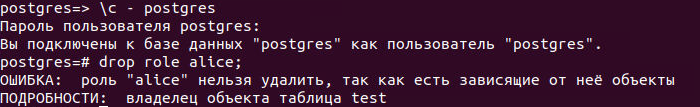 postgres=> \c - postgres
Пароль пользователя postgres:
Вы подключены к базе данных "postgres" как пользователь "postgres".
postgres=# drop role alice;
ОШИБКА:  роль "alice" нельзя удалить, так как есть зависящие от неё объекты
ПОДРОБНОСТИ:  владелец объекта таблица test